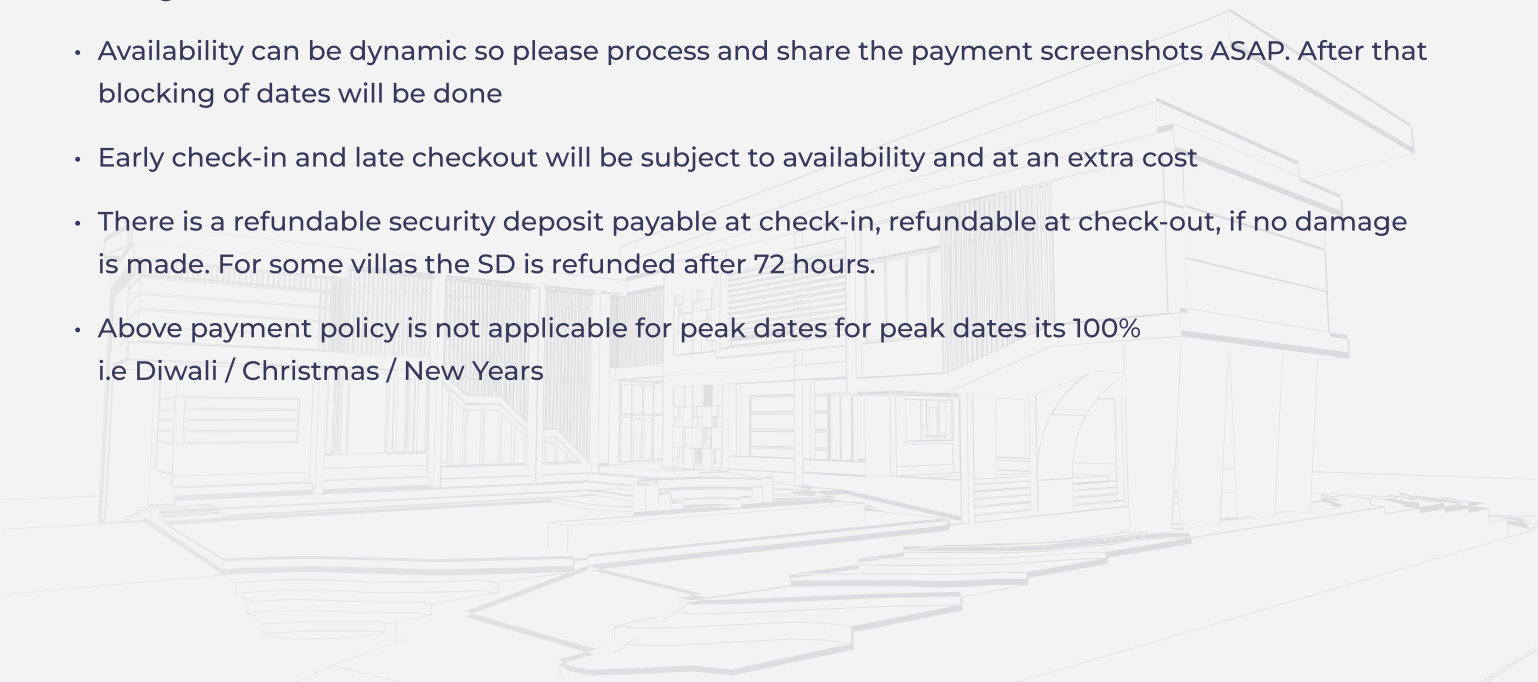 • Availability can be dynamic so please process and share the payment screenshots ASAP. After that
blocking of dates will be done
• Early check-in and late checkout will be subject to availability and at an extra cost
• There is a refundable security deposit payable at check-in, refundable at check-out, if no damage
is made. For some villas the SD is refunded after 72 hours.
• Above payment policy is not applicable for peak dates for peak dates its 100%
i.e Diwali / Christmas / New Years